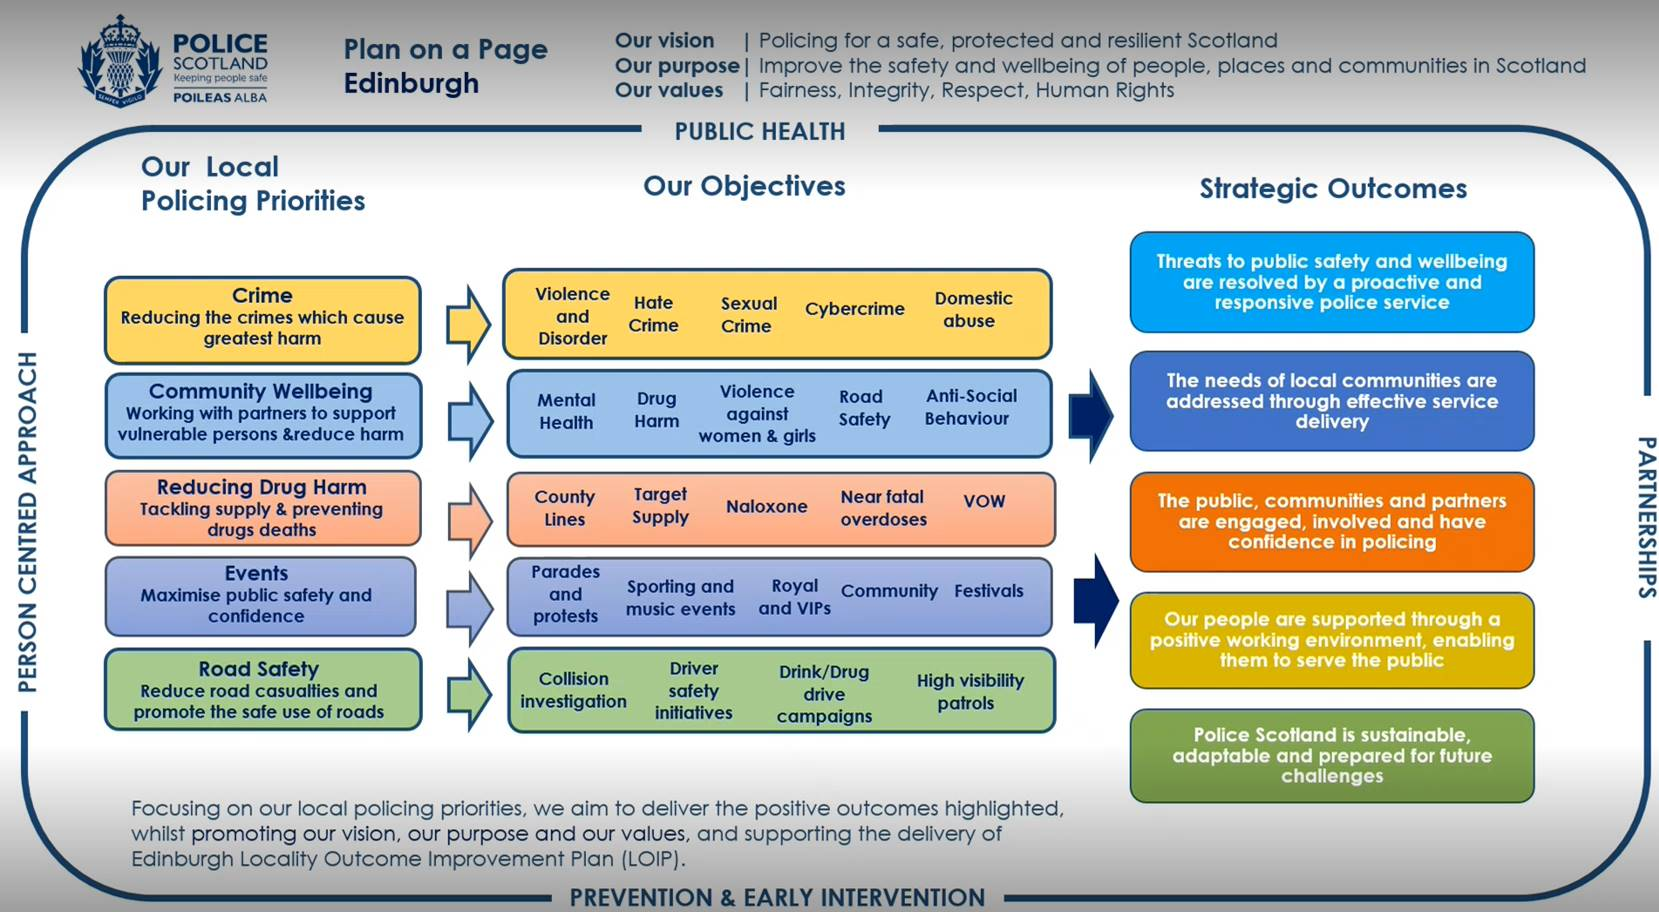 POLICE
SCOTLAND
Keeping people safe
POILEAS ALBA
SEMPER VIGILO
Plan on a Page
Edinburgh
Our vision | Policing for a safe, protected and resilient Scotland
Our purpose | Improve the safety and wellbeing of people, places and communities in Scotland
Our values | Fairness, Integrity, Respect, Human Rights
PUBLIC HEALTH
Our Local
Policing Priorities
Our Objectives
Strategic Outcomes
PERSON CENTRED APPROACH
Crime
Reducing the crimes which cause
greatest harm
Violence
and
Disorder
Hate
Crime
Sexual
Crime
Cybercrime
Domestic
abuse
Community Wellbeing
Working with partners to support
vulnerable persons &reduce harm
Mental
Health
Drug
Harm
Violence
against
women & girls
Road
Safety
Anti-Social
Behaviour
Reducing Drug Harm
Tackling supply & preventing
drugs deaths
County
Lines
Target
Supply
Naloxone
Near fatal
overdoses
VOW
Events
Maximise public safety and
confidence
Parades
and
protests
Sporting and
music events
Royal
and VIPs
Community
Festivals
Road Safety
Reduce road casualties and
promote the safe use of roads
Collision
investigation
Driver
safety
initiatives
Drink/Drug
drive
campaigns
High visibility
patrols
Threats to public safety and wellbeing
are resolved by a proactive and
responsive police service
The needs of local communities are
addressed through effective service
delivery
The public, communities and partners
are engaged, involved and have
confidence in policing
Our people are supported through a
positive working environment, enabling
them to serve the public
Police Scotland is sustainable,
adaptable and prepared for future
challenges
PARTNERSHIPS
Focusing on our local policing priorities, we aim to deliver the positive outcomes highlighted,
whilst promoting our vision, our purpose and our values, and supporting the delivery of
Edinburgh Locality Outcome Improvement Plan (LOIP).
PREVENTION & EARLY INTERVENTION